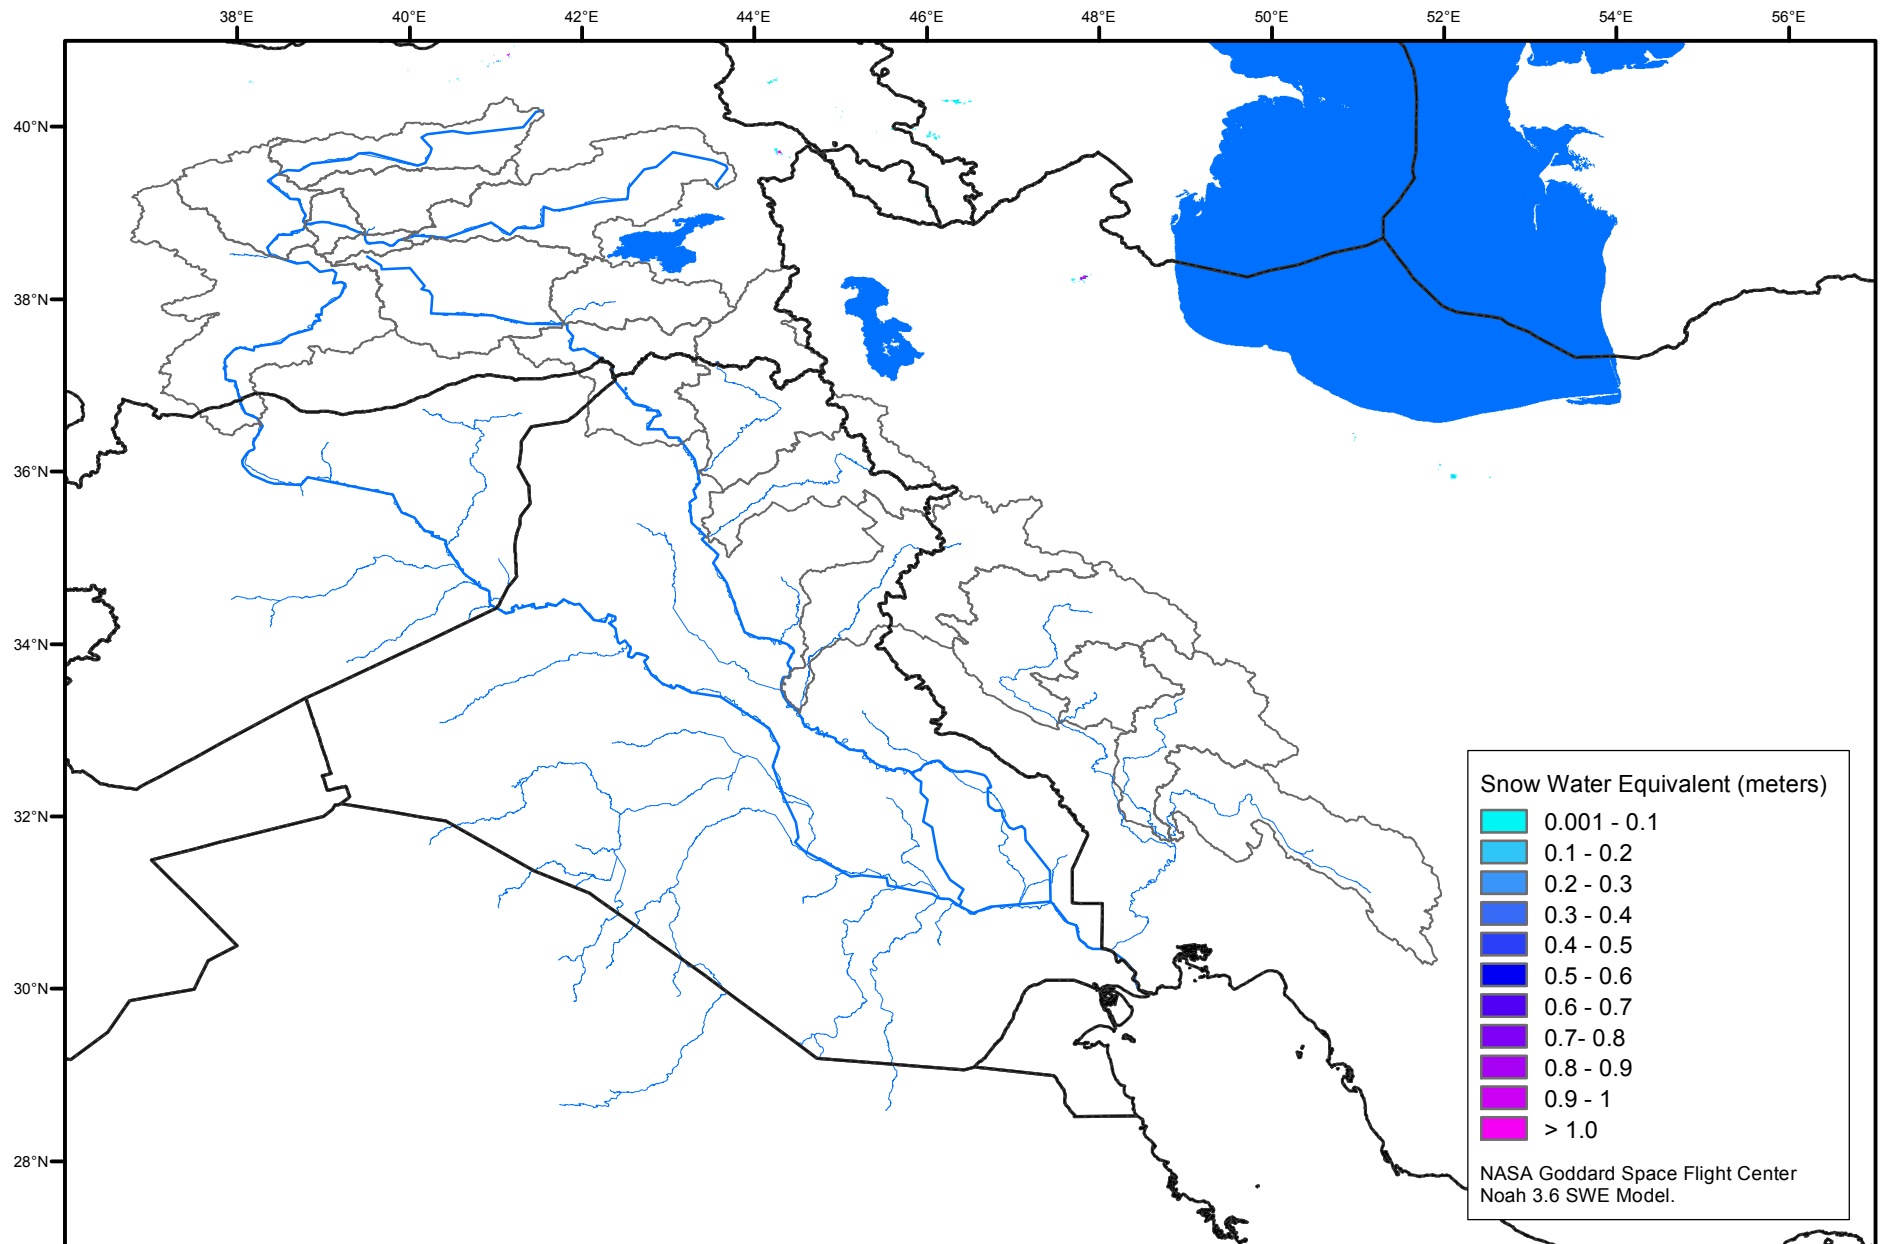 38°E 40°E 42°E 44°E 46°E 48°E 50°E 52°E 54°E 56°E
40°N
38°N
36°N
34°N
32°N
30°N
28°N
Snow Water Equivalent (meters)
0.001 - 0.1
0.1 - 0.2
0.2 - 0.3
0.3 - 0.4
0.4 - 0.5
0.5 - 0.6
0.6 - 0.7
0.7- 0.8
0.8 - 0.9
0.9 - 1
> 1.0
NASA Goddard Space Flight Center
Noah 3.6 SWE Model.